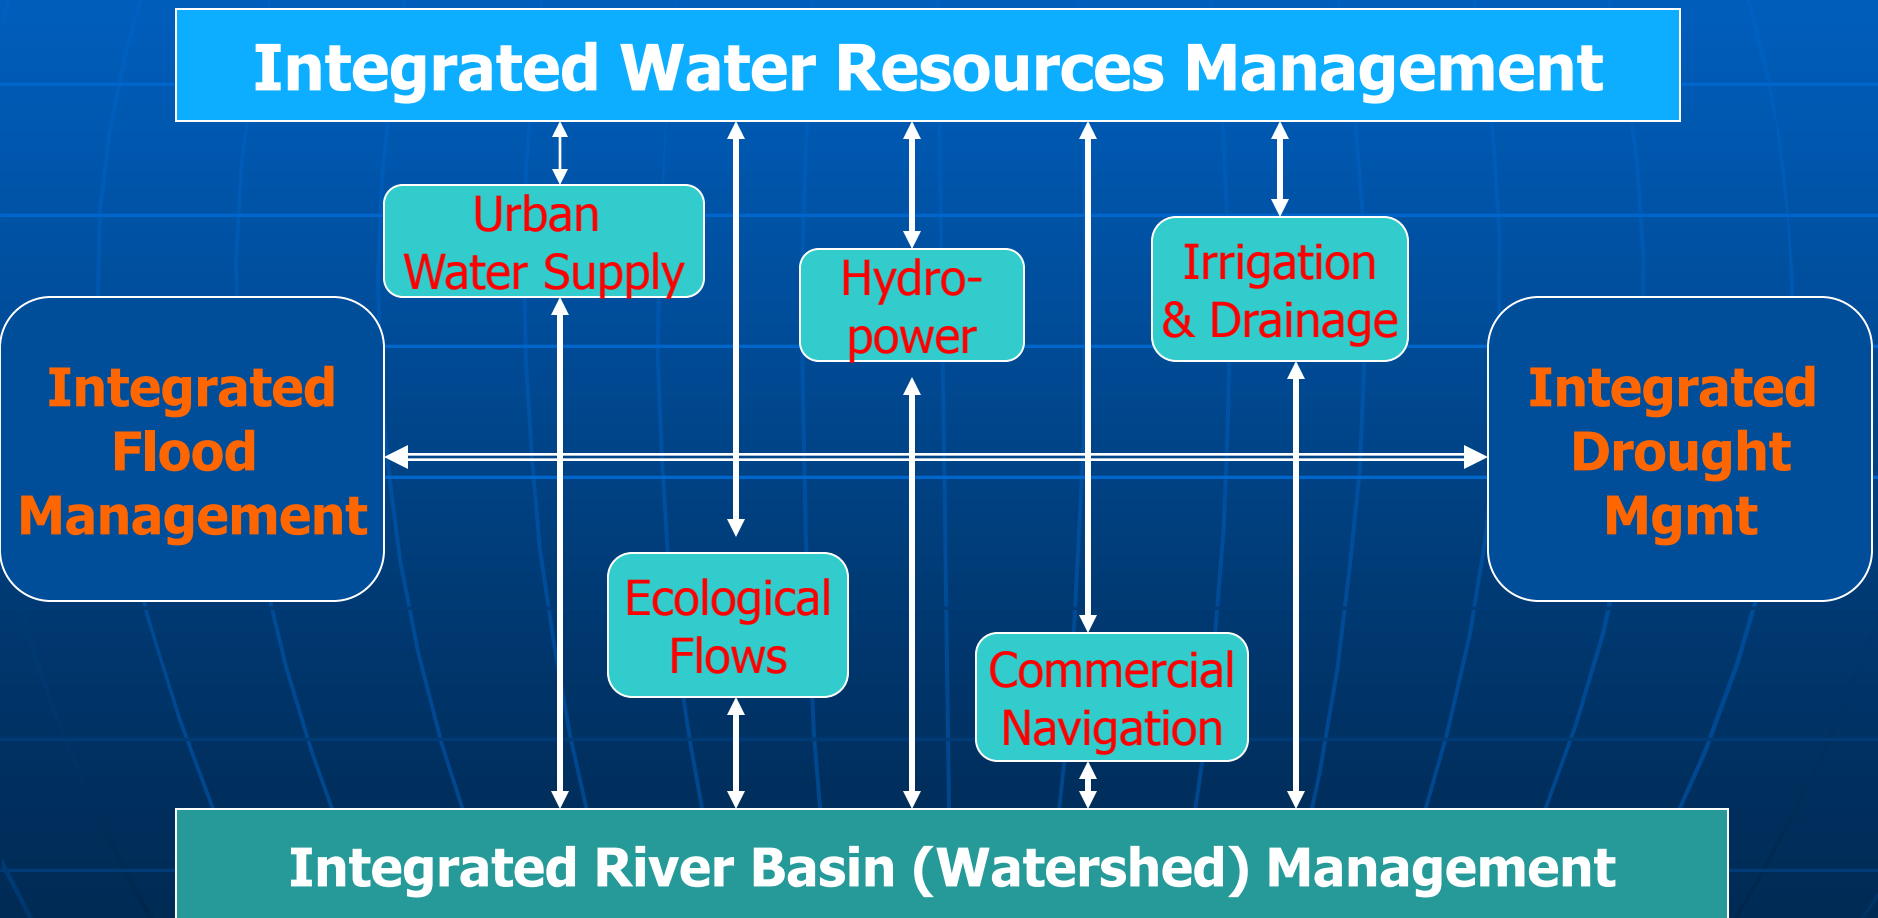 Integrated Water Resources Management
Urban
Water Supply
Hydro-
power
Irrigation
& Drainage
Integrated
Flood
Management
Integrated
Drought
Mgmt
Ecological
Flows
Commercial
Navigation
Integrated River Basin (Watershed) Management